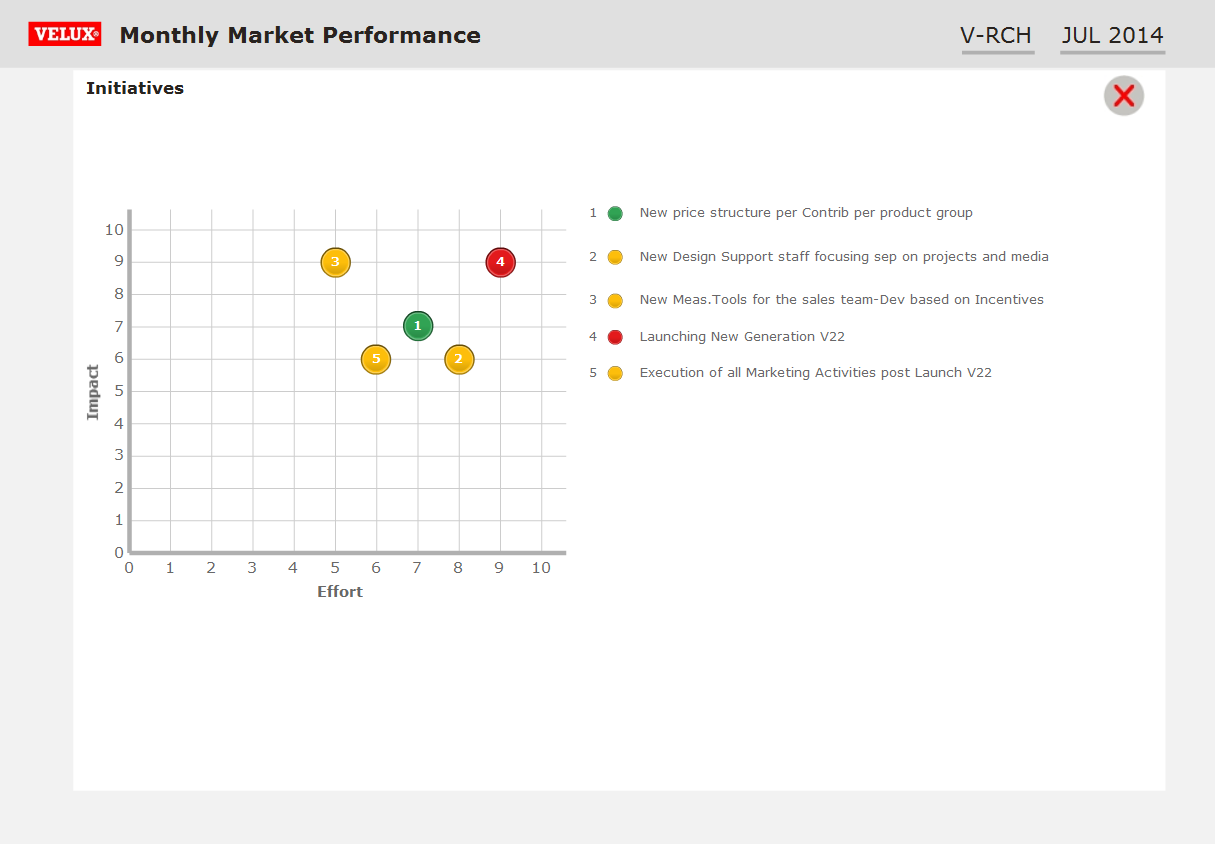 VELUX®
Monthly Market Performance
V-RCH
JUL 2014
Initiatives
10
9
8
7
6
5
4
3
2
1
0
Impact
3
4
1
5
2
0 1 2 3 4 5 6 7 8 9 10
Effort
1 New price structure per Contrib per product group
2 New Design Support staff focusing sep on projects and media
3 New Meas.Tools for the sales team-Dev based on Incentives
4 Launching New Generation V22
5 Execution of all Marketing Activities post Launch V22